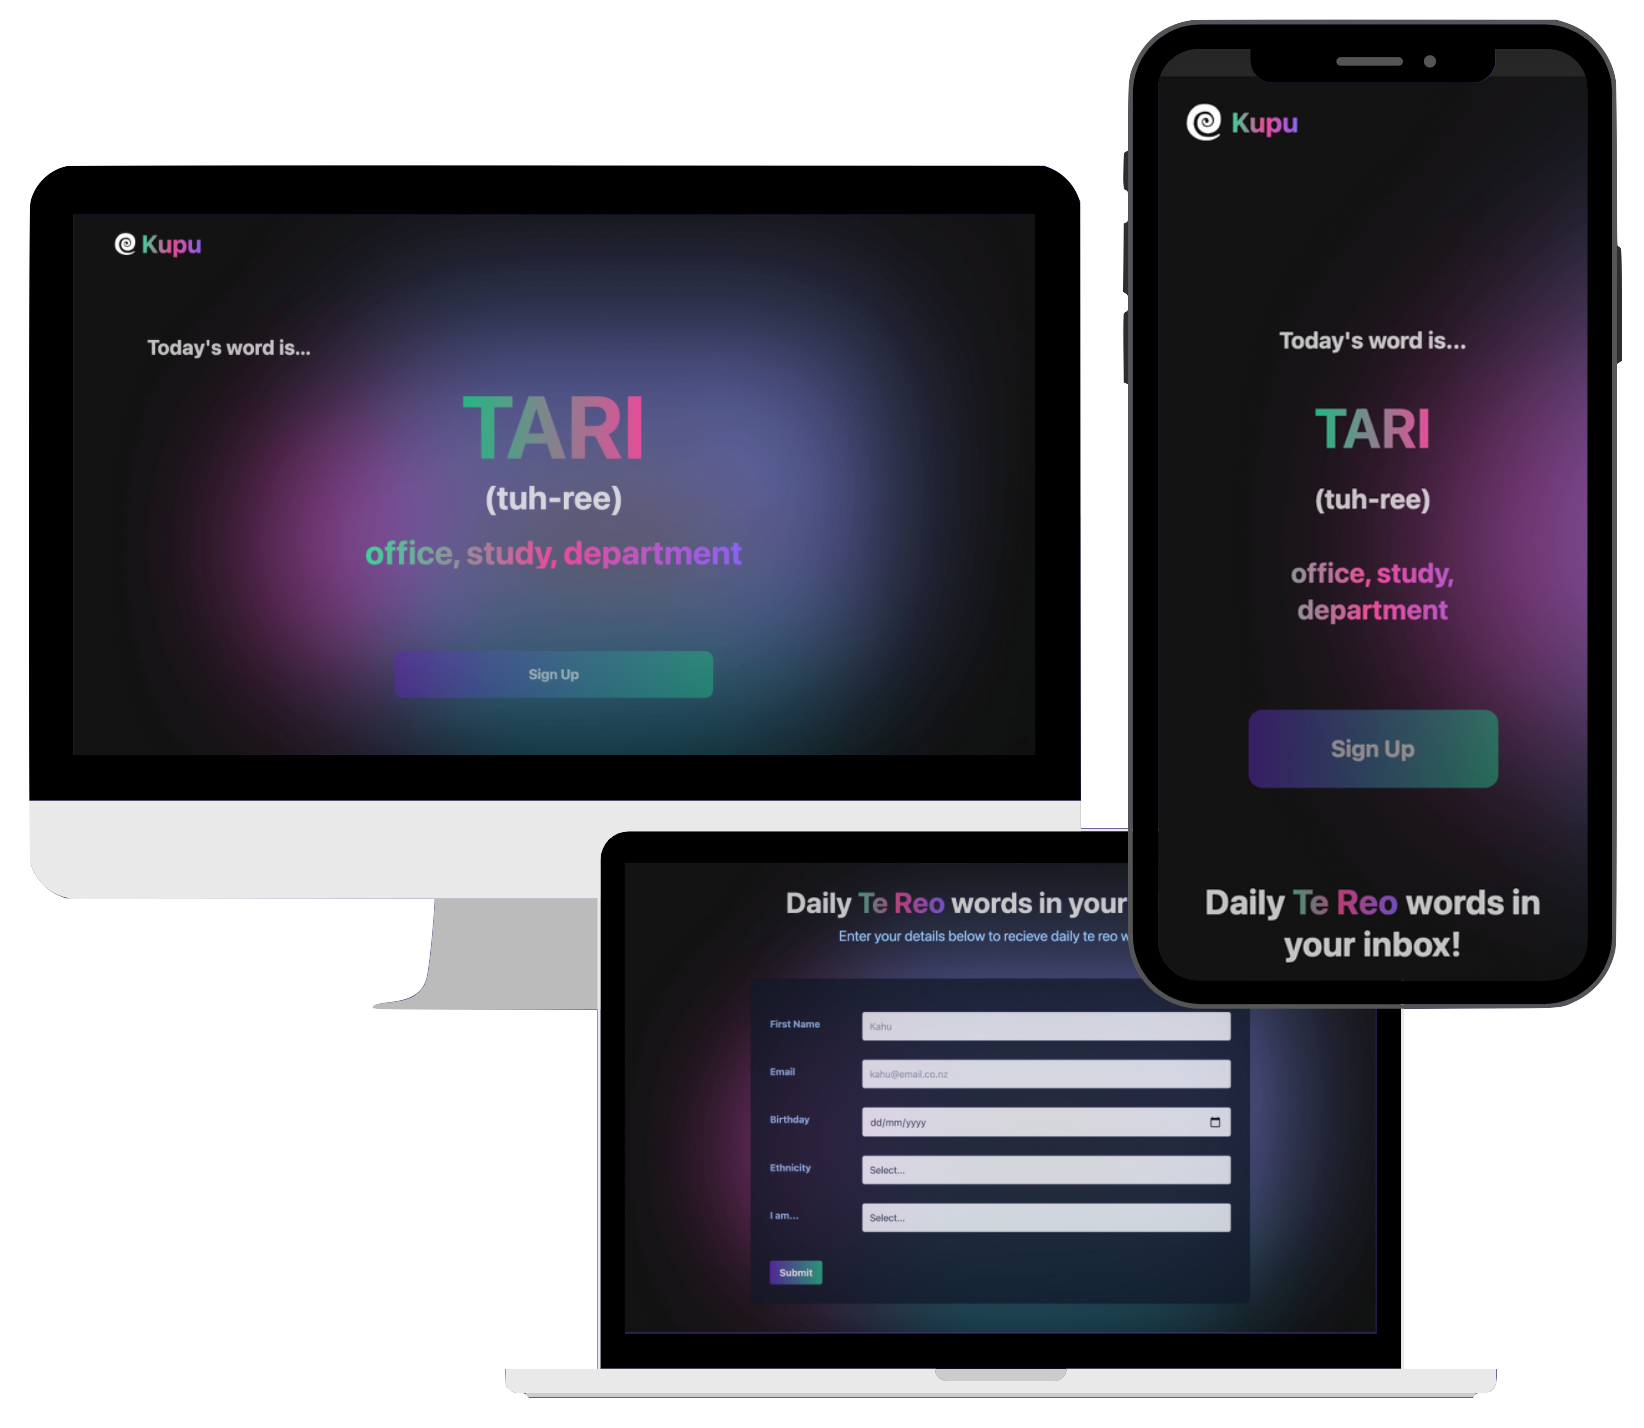 Kupu
Today's word is...
TARI
(tuh-ree)
office, study, department
Sign Up
Kupu
Today's word is...
TARI
(tuh-ree)
office, study,
department
Sign Up
Daily Te Reo words in
your inbox!
Daily Te Reo words in your
Enter your details below to recieve daily te reo w
First Name
Kahu
Email
kahu@email.co.nz
Birthday
dd/mm/yyyy
Ethnicity
Select...
I am...
Select...
Submit